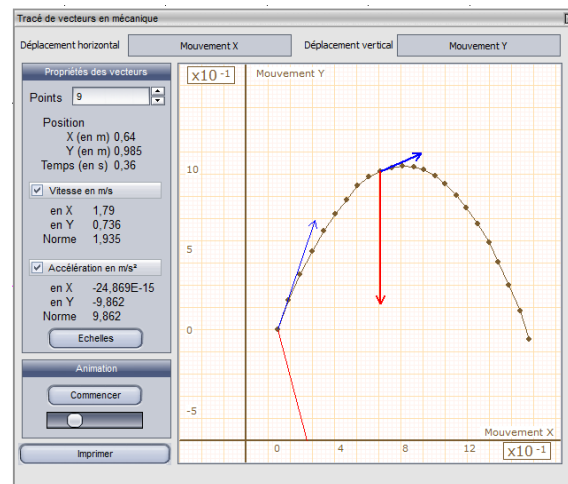 Tracé de vecteurs en mécanique
Déplacement horizontal Mouvement X Déplacement vertical Mouvement Y
Propriétés des vecteurs
Points 9
Position
X (en m) 0,64
Y (en m) 0,985
Temps (en s) 0,36
Vitesse en m/s
en X 1,79
en Y 0,736
Norme 1,935
Accélération en m/s²
en X -24,869E-15
en Y -9,862
Norme 9,862
Echelles
Animation
Commencer
Imprimer
x10 -1 Mouvement Y
10
5
0
-5
Mouvement X
0 4 8 12 x10 -1